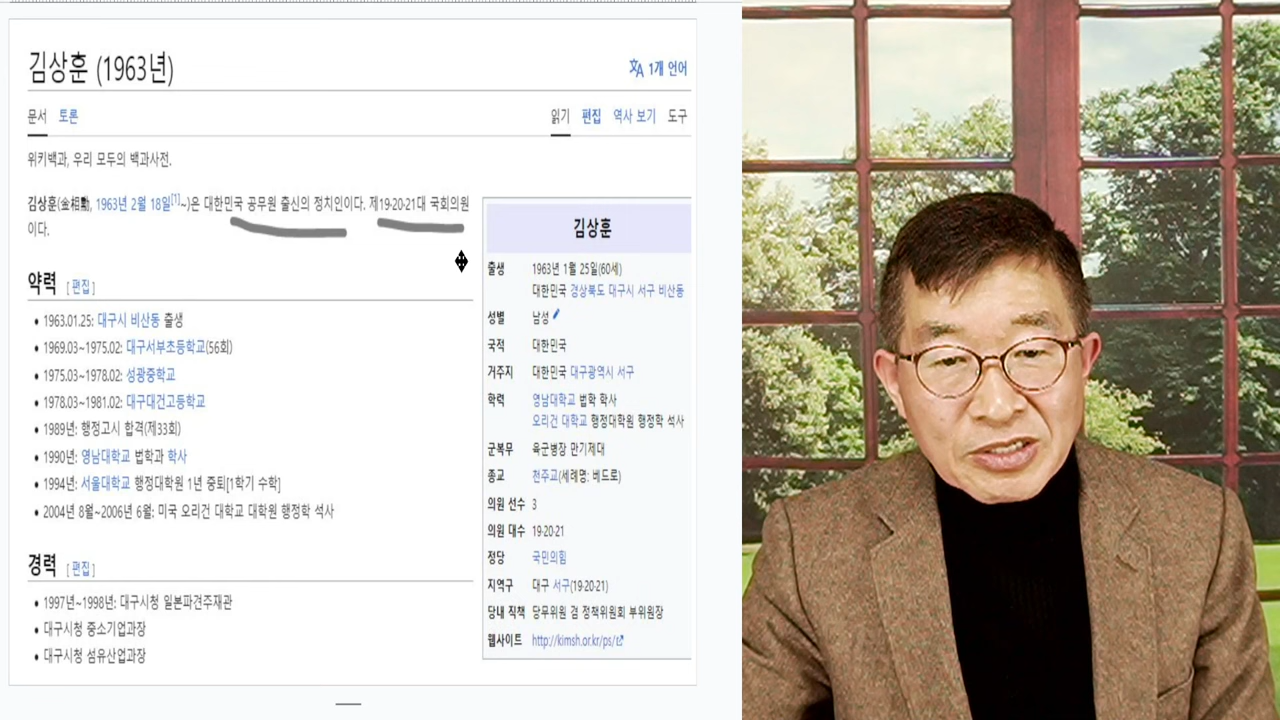 김상훈 (1963년)
1개 언어
문서 토론 읽기 편집 역사 보기 도구
위키백과, 우리 모두의 백과사전.
김상훈(金相勳, 1963년 2월 18일[1]~)은 대한민국 공무원 출신의 정치인이다. 제19·20·21대 국회의원
이다.
약력 [편집]
1963.01.25: 대구시 비산동 출생
1969.03~1975.02: 대구서부초등학교(56회)
1975.03~1978.02: 성광중학교
1978.03~1981.02: 대구대건고등학교
1989년: 행정고시 합격(제33회)
1990년: 영남대학교 법학과 학사
1994년: 서울대학교 행정대학원 1년 중퇴[1학기 수학]
2004년 8월~2006년 6월: 미국 오리건 대학교 대학원 행정학 석사
경력 [편집]
1997년~1998년: 대구시청 일본파견주재관
대구시청 중소기업과장
대구시청 섬유산업과장
김상훈
출생 1963년 1월 25일(60세)
대한민국 경상북도 대구시 서구 비산동
성별 남성
국적 대한민국
거주지 대한민국 대구광역시 서구
학력 영남대학교 법학 학사
오리건 대학교 행정대학원 행정학 석사
군복무 육군병장 만기제대
종교 천주교(세례명: 베드로)
의원 선수 3
의원 대수 19·20·21
정당 국민의힘
지역구 대구 서구(19·20·21)
당내 직책 당무위원 겸 정책위원회 부위원장
웹사이트 http://kimsh.or.kr/ps/